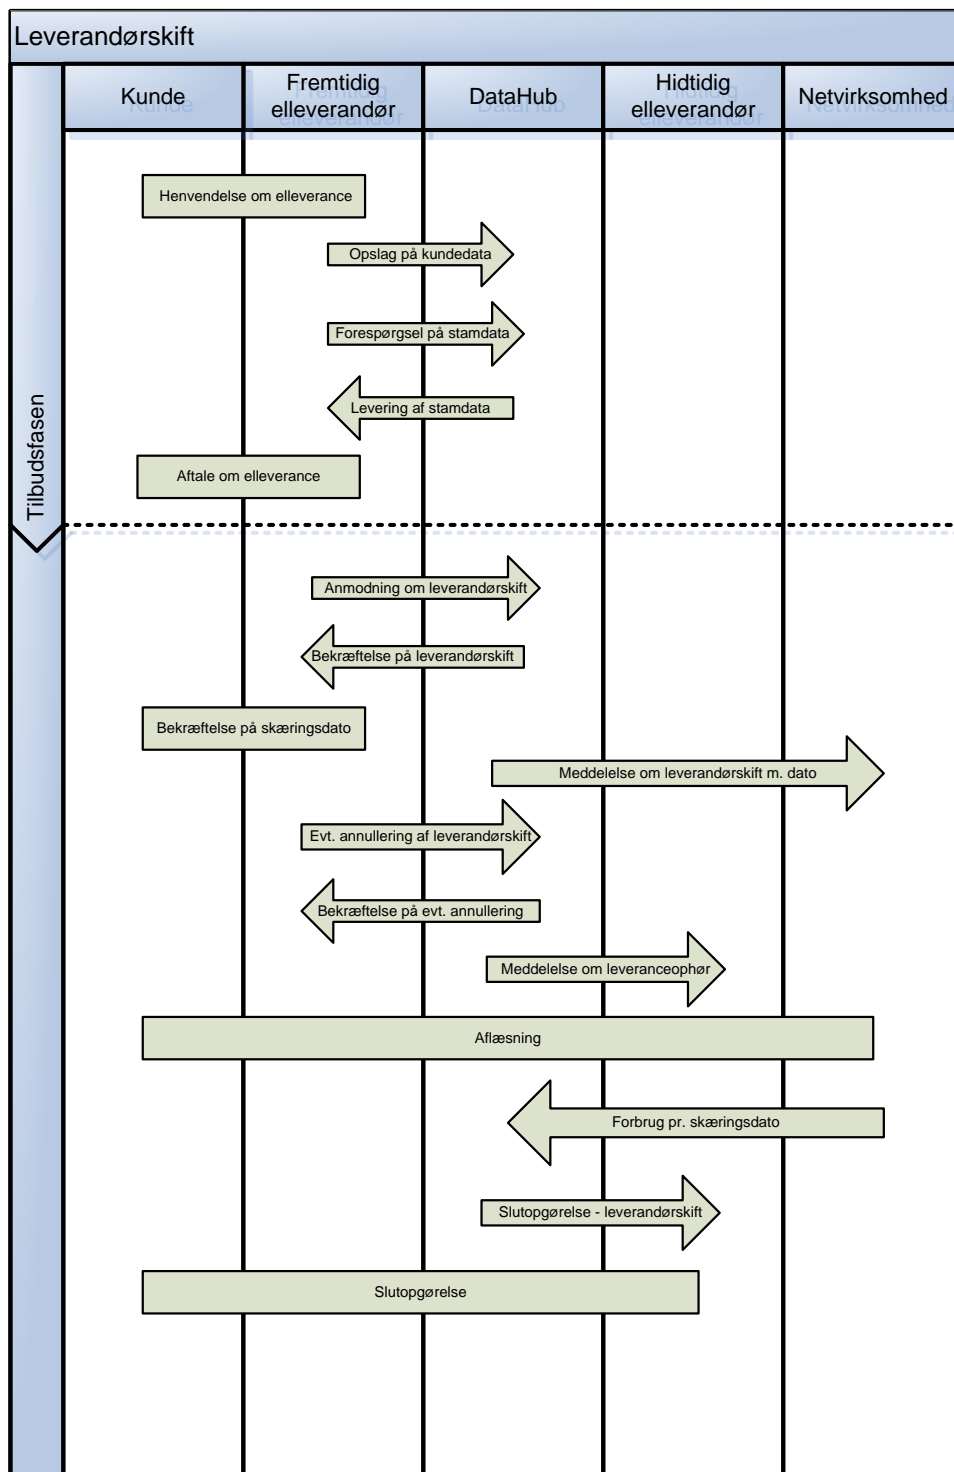 Leverandørskift
Kunde
Fremtidig
elleverandør
DataHub
Hidtidig
elleverandør
Netvirksomhed
Tilbudsfasen
Henvendelse om elleverance
Opslag på kundedata
Forespørgsel på stamdata
Levering af stamdata
Aftale om elleverance
Anmodning om leverandørskift
Bekræftelse på leverandørskift
Bekræftelse på skæringsdato
Meddelelse om leverandørskift m. dato
Evt. annullering af leverandørskift
Bekræftelse på evt. annullering
Meddelelse om leveranceophør
Aflæsning
Forbrug pr. skæringsdato
Slutopgørelse - leverandørskift
Slutopgørelse